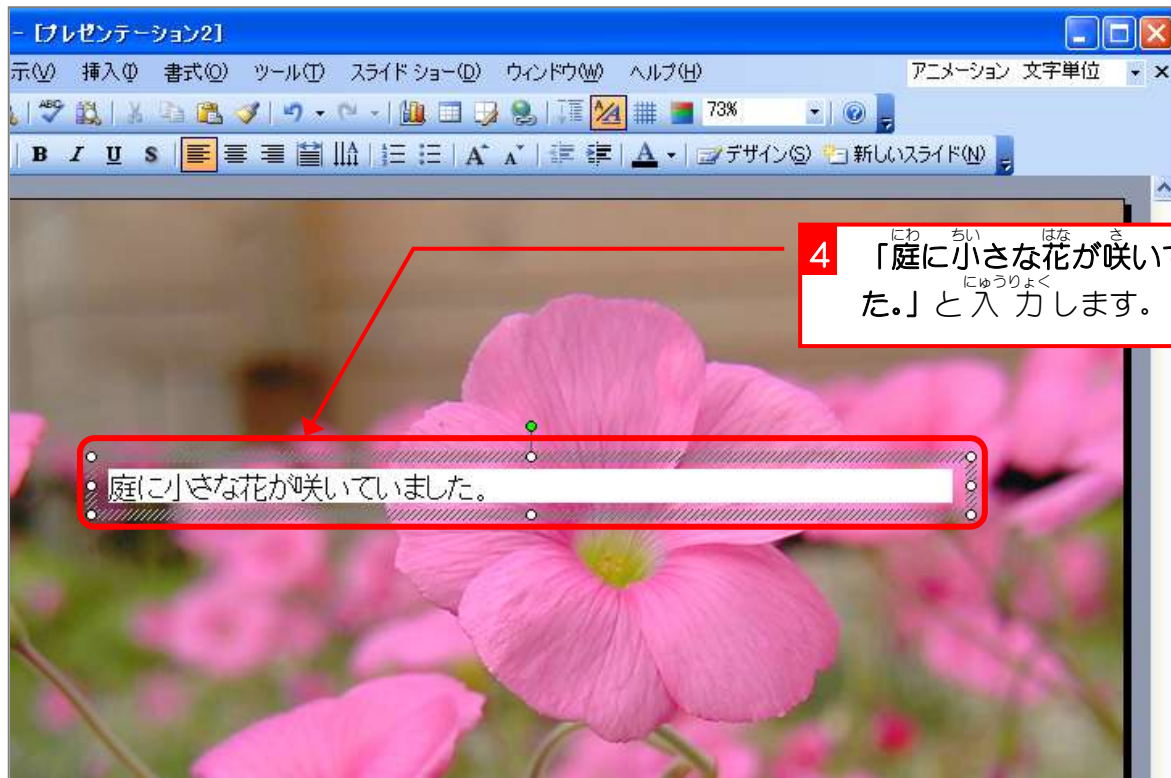 - [プレゼンテーション2]
示(V) 挿入(I) 書式(O) ツール(T) スライド ショー(D) ウィンドウ(W) ヘルプ(H) アニメーション 文字単位
73%
B I U S A A A デザイン(S) 新しいスライド(N)
にわ ちい はな さ
4 「庭に小さな花が咲いて
にゅうりょく
た。」と入力します。
庭に小さな花が咲いていました。